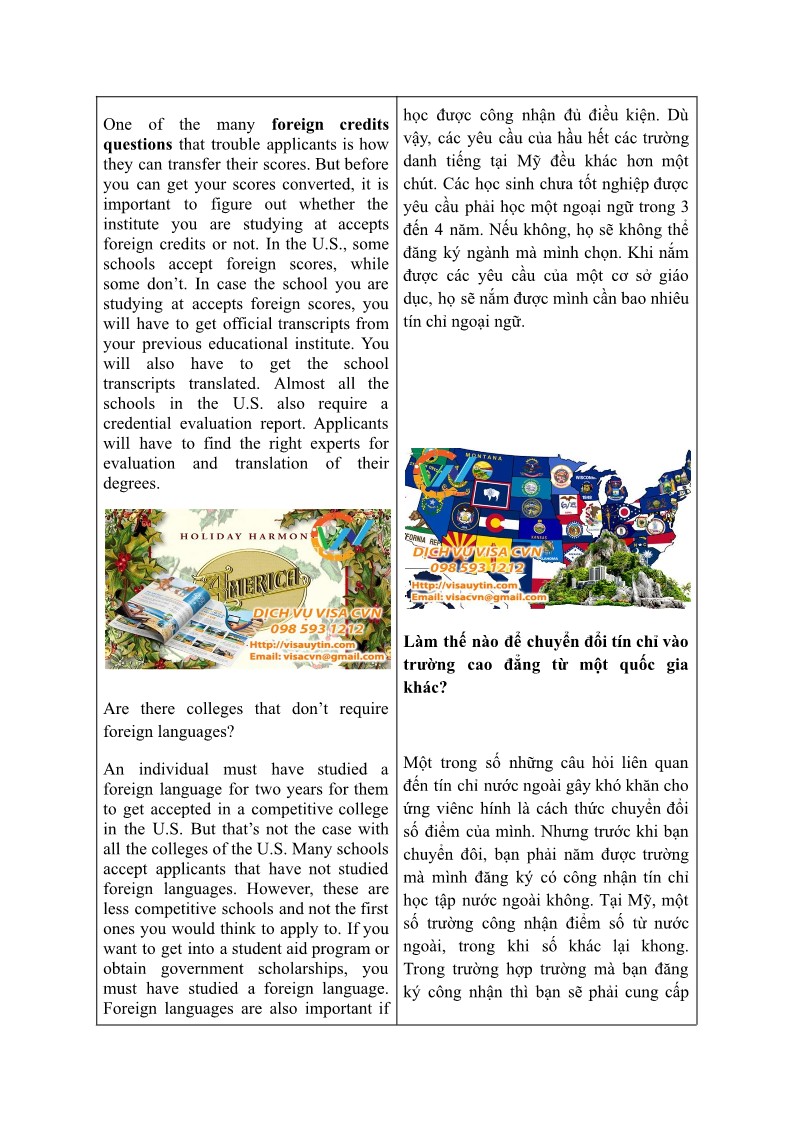 One of the many foreign credits
questions that trouble applicants is how
they can transfer their scores. But before
you can get your scores converted, it is
important to figure out whether the
institute you are studying at accepts
foreign credits or not. In the U.S., some
schools accept foreign scores, while
some don’t. In case the school you are
studying at accepts foreign scores, you
will have to get official transcripts from
your previous educational institute. You
will also have to get the school
transcripts translated. Almost all the
schools in the U.S. also require a
credential evaluation report. Applicants
will have to find the right experts for
evaluation and translation of their
degrees.
HOLIDAY HARMON
AMERICA
DỊCH VỤ VISA CVN
098 593 1212
Http://visauytin.com
Email: visacvn@gmail.com
Are there colleges that don’t require
foreign languages?
An individual must have studied a
foreign language for two years for them
to get accepted in a competitive college
in the U.S. But that’s not the case with
all the colleges of the U.S. Many schools
accept applicants that have not studied
foreign languages. However, these are
less competitive schools and not the first
ones you would think to apply to. If you
want to get into a student aid program or
obtain government scholarships, you
must have studied a foreign language.
Foreign languages are also important if
học được công nhận đủ điều kiện. Dù
vậy, các yêu cầu của hầu hết các trường
danh tiếng tại Mỹ đều khác hơn một
chút. Các học sinh chưa tốt nghiệp được
yêu cầu phải học một ngoại ngữ trong 3
đến 4 năm. Nếu không, họ sẽ không thể
đăng ký ngành mà mình chọn. Khi nắm
được các yêu cầu của một cơ sở giáo
dục, họ sẽ nắm được mình cần bao nhiêu
tín chỉ ngoại ngữ.
MONTANA
WISCONSIN
KANSAS
FORNIA REP
DỊCH VỤ VISA CVN
098 593 1212
Http://visauytin.com
Email: visacvn@gmail.com
Làm thế nào để chuyển đổi tín chỉ vào
trường cao đẳng từ một quốc gia
khác?
Một trong số những câu hỏi liên quan
đến tín chỉ nước ngoài gây khó khăn cho
ứng viênc hính là cách thức chuyển đổi
số điểm của mình. Nhưng trước khi bạn
chuyển đôi, bạn phải năm được trường
mà mình đăng ký có công nhận tín chỉ
học tập nước ngoài không. Tại Mỹ, một
số trường công nhận điểm số từ nước
ngoài, trong khi số khác lại khong.
Trong trường hợp trường mà bạn đăng
ký công nhận thì bạn sẽ phải cung cấp